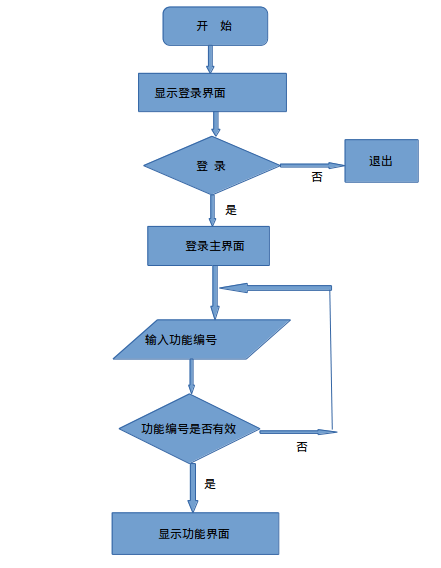 开 始
显示登录界面
登 录
退出
否
是
登录主界面
输入功能编号
功能编号是否有效
否
是
显示功能界面